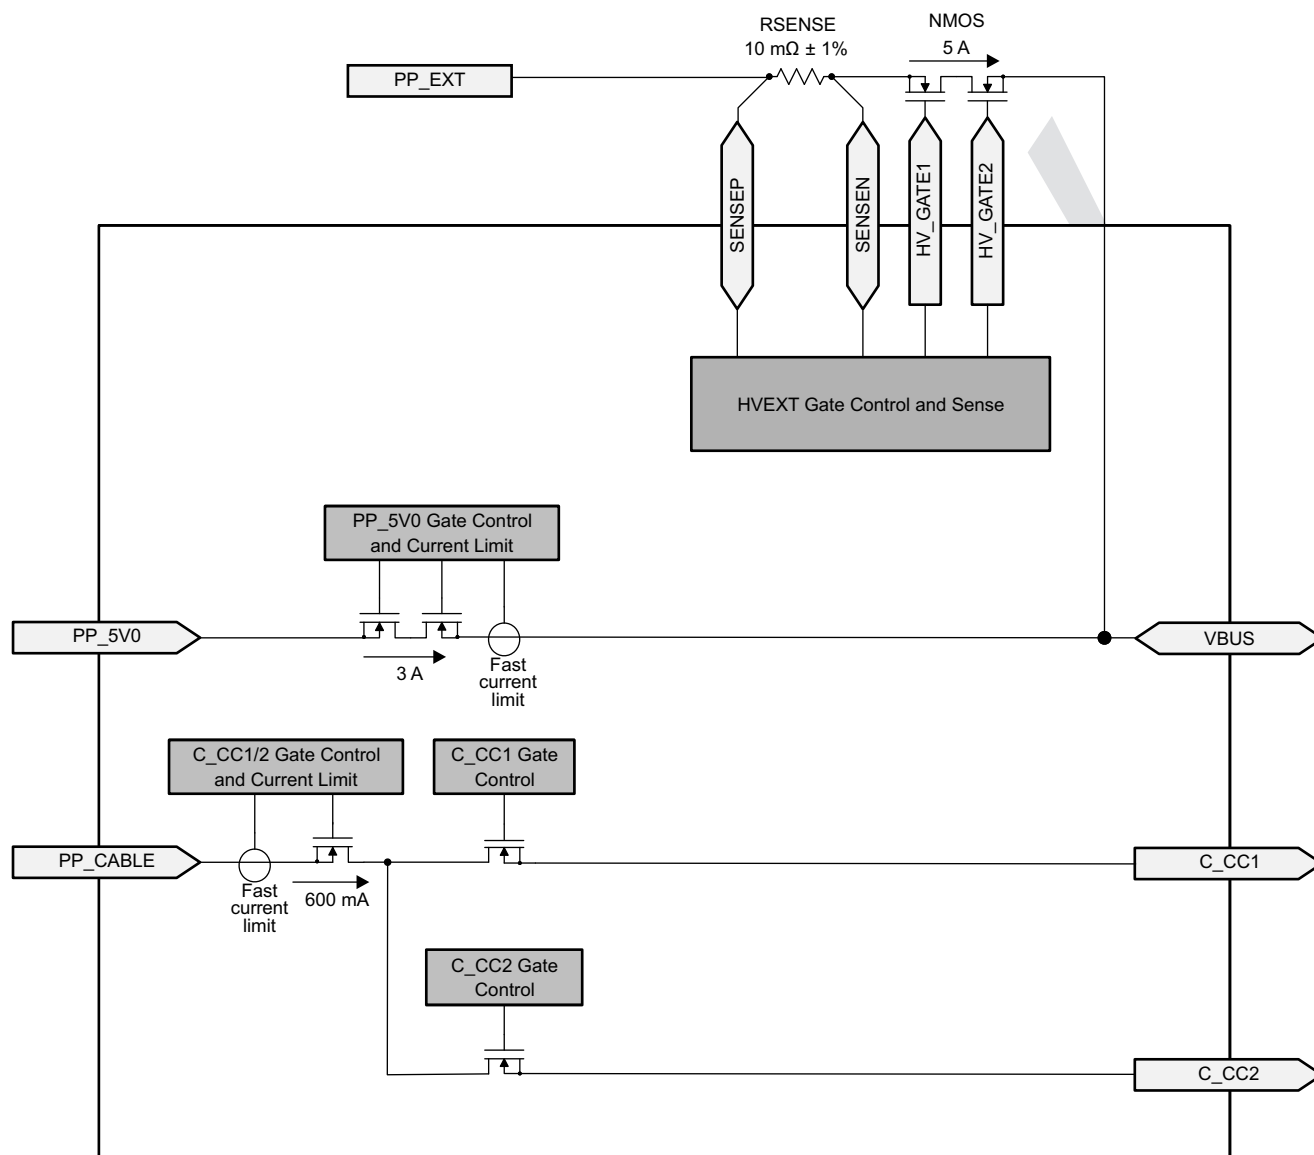 RSENSE
10 mΩ ± 1%
NMOS
5 A
PP_EXT
SENSEP
SENSEN
HV_GATE1
HV_GATE2
HVEXT Gate Control and Sense
PP_5V0 Gate Control
and Current Limit
PP_5V0
3 A
Fast
current
limit
VBUS
C_CC1/2 Gate Control
and Current Limit
C_CC1 Gate
Control
PP_CABLE
Fast
current
limit
600 mA
C_CC1
C_CC2 Gate
Control
C_CC2